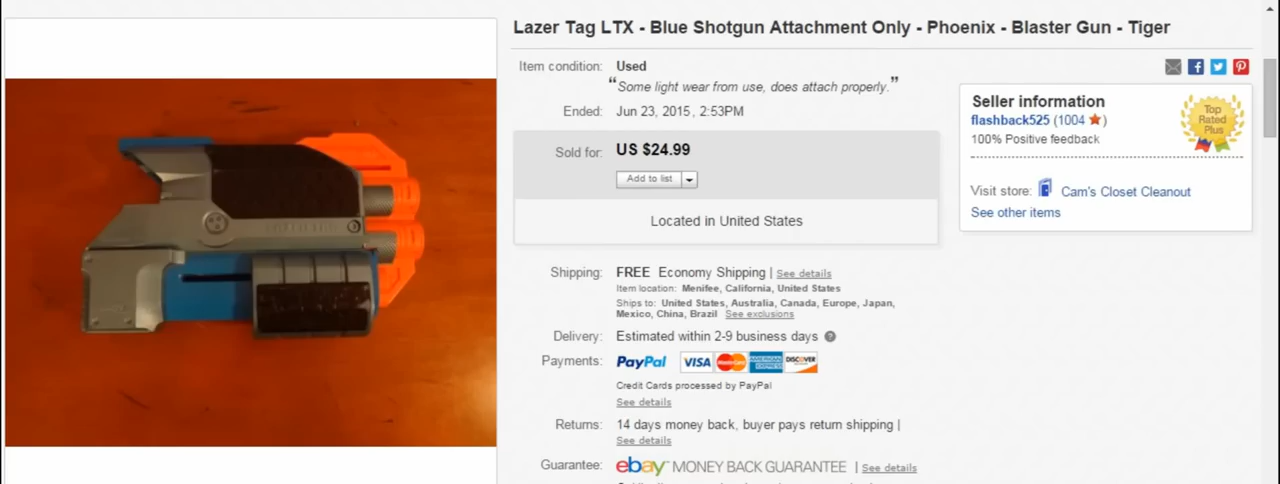 Lazer Tag LTX - Blue Shotgun Attachment Only - Phoenix - Blaster Gun - Tiger
Item condition: Used
“Some light wear from use, does attach properly.”
Ended: Jun 23, 2015, 2:53PM
Sold for: US $24.99
Add to list
Located in United States
Shipping: FREE Economy Shipping | See details
Item location: Menifee, California, United States
Ships to: United States, Australia, Canada, Europe, Japan,
Mexico, China, Brazil See exclusions
Delivery: Estimated within 2-9 business days ?
Payments: PayPal VISA MasterCard AMERICAN EXPRESS DISCOVER
Credit Cards processed by PayPal
See details
Returns: 14 days money back, buyer pays return shipping |
See details
Guarantee: ebay MONEY BACK GUARANTEE | See details
Seller information
flashback525 (1004 ★)
100% Positive feedback
Top
Rated
Plus
Visit store: Cam's Closet Cleanout
See other items